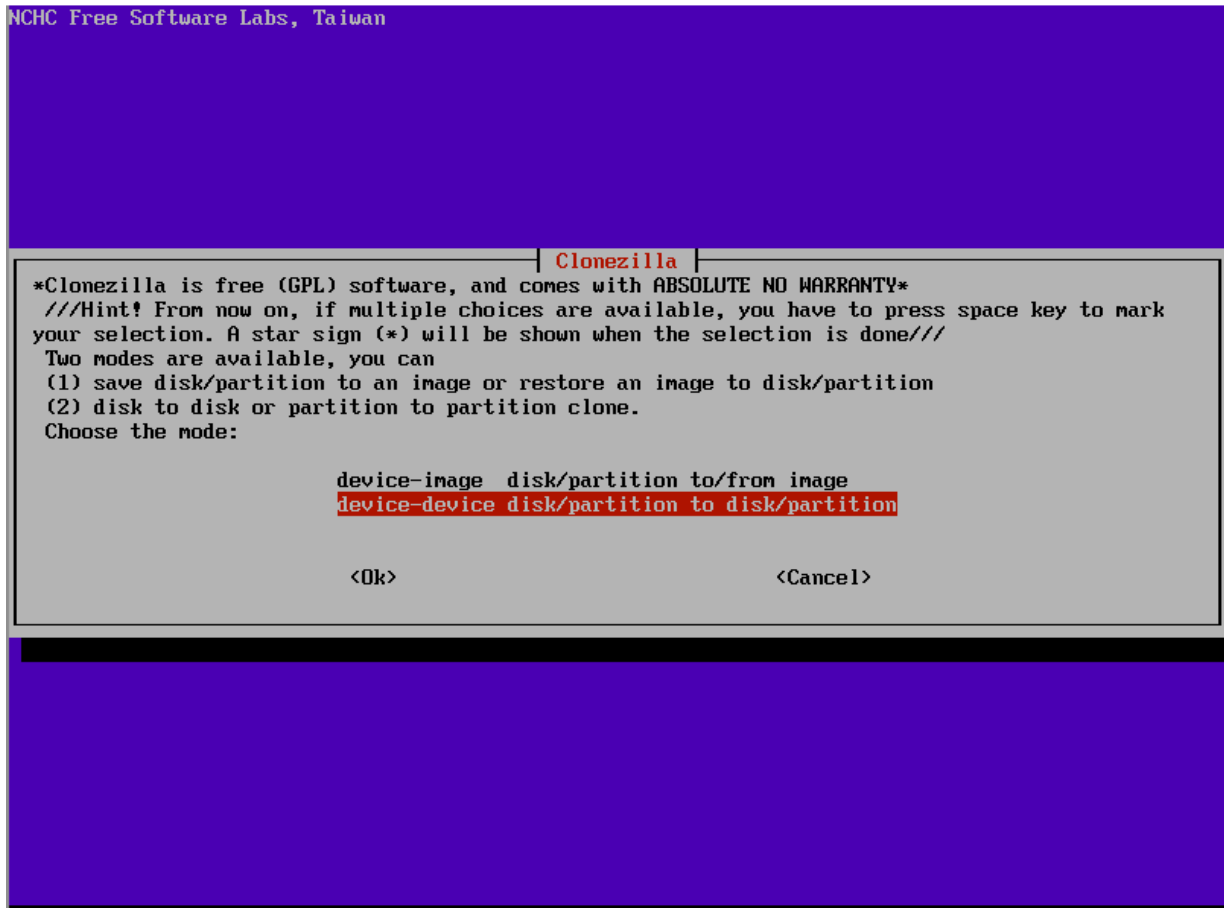 NCHC Free Software Labs, Taiwan
Clonezilla
*Clonezilla is free (GPL) software, and comes with ABSOLUTE NO WARRANTY*
///Hint! From now on, if multiple choices are available, you have to press space key to mark
your selection. A star sign (*) will be shown when the selection is done///
Two modes are available, you can
(1) save disk/partition to an image or restore an image to disk/partition
(2) disk to disk or partition to partition clone.
Choose the mode:
device-image disk/partition to/from image
device-device disk/partition to disk/partition
<Ok> <Cancel>